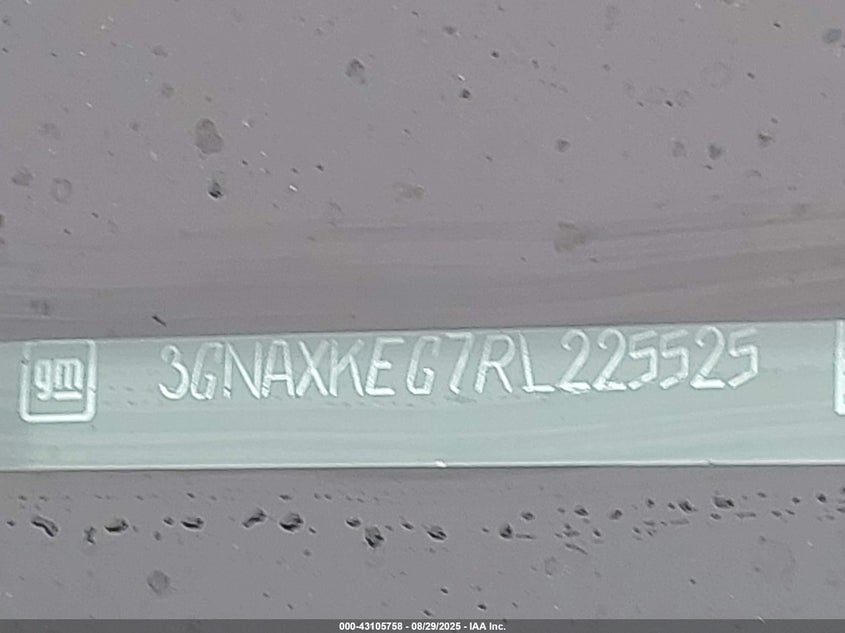 gm 3GNAXKEG7RL225525
000-43105758 - 08/29/2025 - IAA Inc.